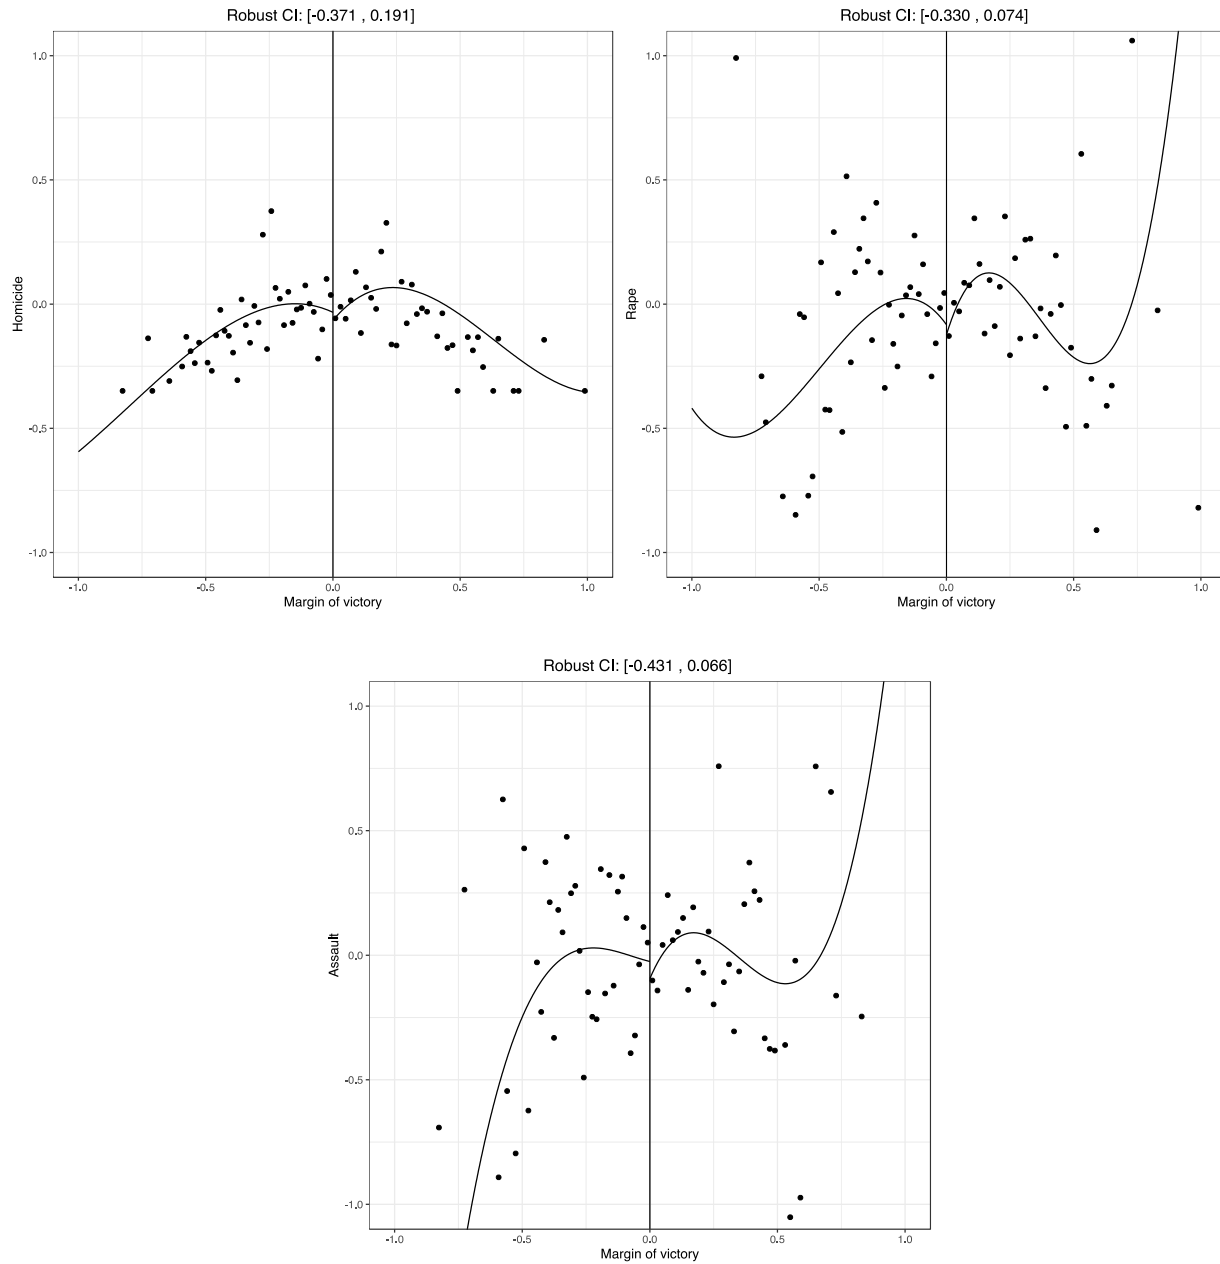 Robust CI: [-0.371 , 0.191]
Homicide
1.0
0.5
0.0
-0.5
-1.0
-1.0 -0.5 0.0 0.5 1.0
Margin of victory
Robust CI: [-0.330 , 0.074]
Rape
1.0
0.5
0.0
-0.5
-1.0
-1.0 -0.5 0.0 0.5 1.0
Margin of victory
Robust CI: [-0.431 , 0.066]
Assault
1.0
0.5
0.0
-0.5
-1.0
-1.0 -0.5 0.0 0.5 1.0
Margin of victory